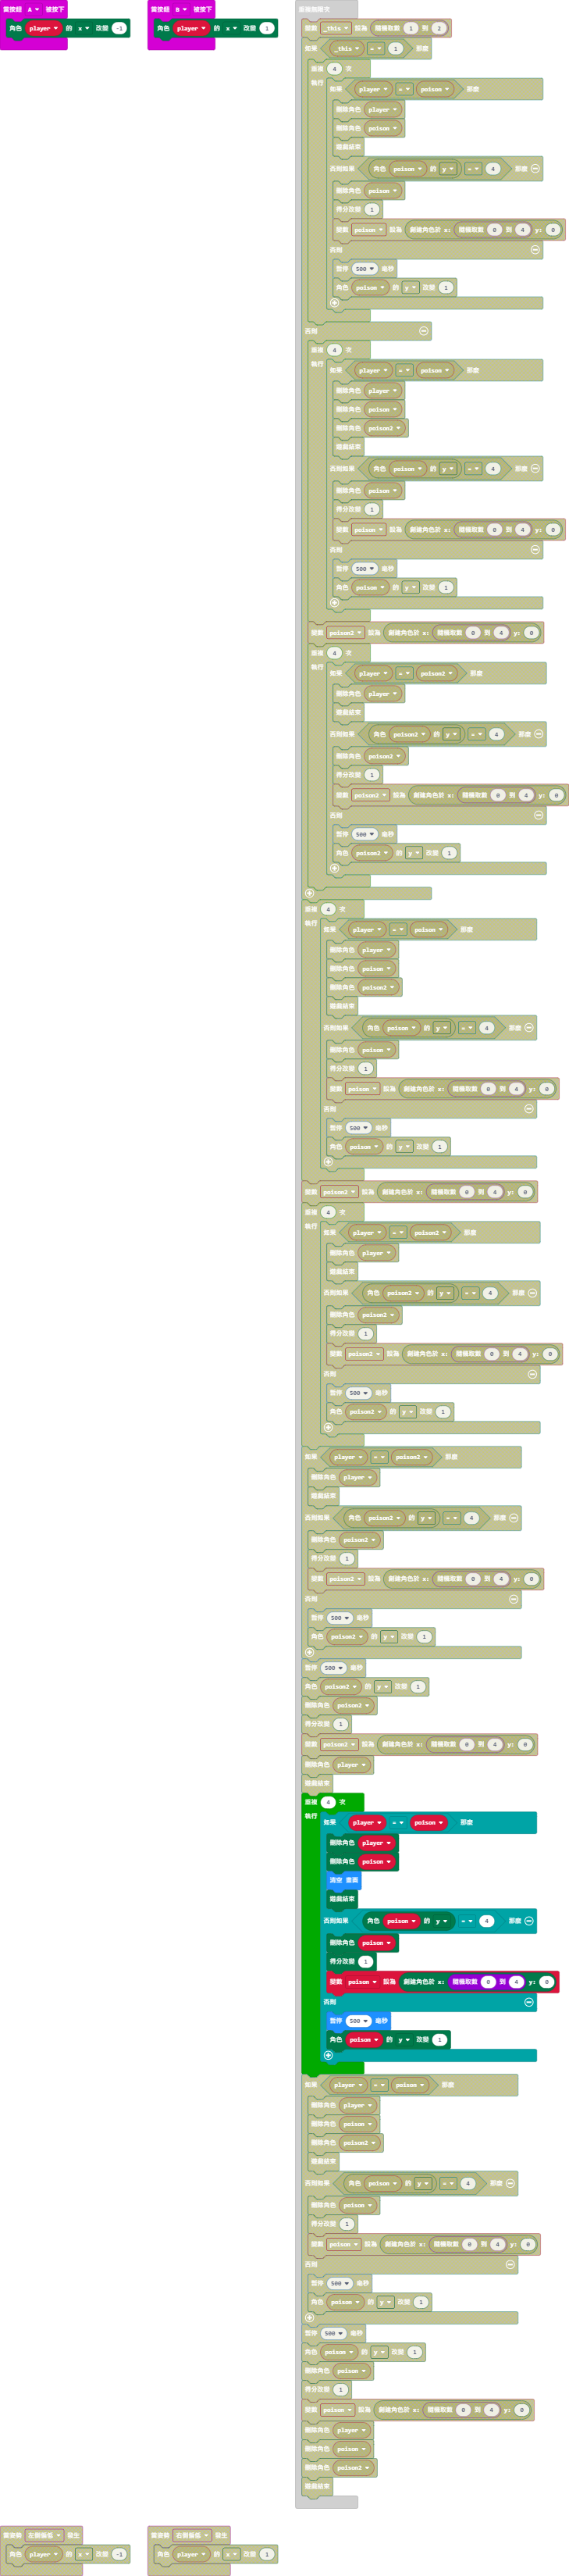 當按鈕 A ▼ 被按下
角色 player ▼ 的 x ▼ 改變 -1
當按鈕 B ▼ 被按下
角色 player ▼ 的 x ▼ 改變 1
重複無限次
變數 _this ▼ 設為 隨機取數 1 到 2
如果 _this ▼ = ▼ 1 那麼
重複 4 次
執行 如果 player ▼ = ▼ poison ▼ 那麼
刪除角色 player ▼
刪除角色 poison ▼
遊戲結束
否則如果 角色 poison ▼ 的 y ▼ = ▼ 4 那麼
刪除角色 poison ▼
得分改變 1
變數 poison ▼ 設為 創建角色於 x: 隨機取數 0 到 4 y: 0
否則
暫停 500 ▼ 毫秒
角色 poison ▼ 的 y ▼ 改變 1
否則
重複 4 次
執行 如果 player ▼ = ▼ poison ▼ 那麼
刪除角色 player ▼
刪除角色 poison ▼
刪除角色 poison2 ▼
遊戲結束
否則如果 角色 poison ▼ 的 y ▼ = ▼ 4 那麼
刪除角色 poison ▼
得分改變 1
變數 poison ▼ 設為 創建角色於 x: 隨機取數 0 到 4 y: 0
否則
暫停 500 ▼ 毫秒
角色 poison ▼ 的 y ▼ 改變 1
變數 poison2 ▼ 設為 創建角色於 x: 隨機取數 0 到 4 y: 0
重複 4 次
執行 如果 player ▼ = ▼ poison2 ▼ 那麼
刪除角色 player ▼
遊戲結束
否則如果 角色 poison2 ▼ 的 y ▼ = ▼ 4 那麼
刪除角色 poison2 ▼
得分改變 1
變數 poison2 ▼ 設為 創建角色於 x: 隨機取數 0 到 4 y: 0
否則
暫停 500 ▼ 毫秒
角色 poison2 ▼ 的 y ▼ 改變 1
重複 4 次
執行 如果 player ▼ = ▼ poison ▼ 那麼
刪除角色 player ▼
刪除角色 poison ▼
刪除角色 poison2 ▼
遊戲結束
否則如果 角色 poison ▼ 的 y ▼ = ▼ 4 那麼
刪除角色 poison ▼
得分改變 1
變數 poison ▼ 設為 創建角色於 x: 隨機取數 0 到 4 y: 0
否則
暫停 500 ▼ 毫秒
角色 poison ▼ 的 y ▼ 改變 1
變數 poison2 ▼ 設為 創建角色於 x: 隨機取數 0 到 4 y: 0
重複 4 次
執行 如果 player ▼ = ▼ poison2 ▼ 那麼
刪除角色 player ▼
遊戲結束
否則如果 角色 poison2 ▼ 的 y ▼ = ▼ 4 那麼
刪除角色 poison2 ▼
得分改變 1
變數 poison2 ▼ 設為 創建角色於 x: 隨機取數 0 到 4 y: 0
否則
暫停 500 ▼ 毫秒
角色 poison2 ▼ 的 y ▼ 改變 1
如果 player ▼ = ▼ poison2 ▼ 那麼
刪除角色 player ▼
遊戲結束
否則如果 角色 poison2 ▼ 的 y ▼ = ▼ 4 那麼
刪除角色 poison2 ▼
得分改變 1
變數 poison2 ▼ 設為 創建角色於 x: 隨機取數 0 到 4 y: 0
否則
暫停 500 ▼ 毫秒
角色 poison2 ▼ 的 y ▼ 改變 1
暫停 500 ▼ 毫秒
角色 poison2 ▼ 的 y ▼ 改變 1
刪除角色 poison2 ▼
得分改變 1
變數 poison2 ▼ 設為 創建角色於 x: 隨機取數 0 到 4 y: 0
刪除角色 player ▼
遊戲結束
重複 4 次
執行 如果 player ▼ = ▼ poison ▼ 那麼
刪除角色 player ▼
刪除角色 poison ▼
清空 畫面
遊戲結束
否則如果 角色 poison ▼ 的 y ▼ = ▼ 4 那麼
刪除角色 poison ▼
得分改變 1
變數 poison ▼ 設為 創建角色於 x: 隨機取數 0 到 4 y: 0
否則
暫停 500 ▼ 毫秒
角色 poison ▼ 的 y ▼ 改變 1
如果 player ▼ = ▼ poison ▼ 那麼
刪除角色 player ▼
刪除角色 poison ▼
刪除角色 poison2 ▼
遊戲結束
否則如果 角色 poison ▼ 的 y ▼ = ▼ 4 那麼
刪除角色 poison ▼
得分改變 1
變數 poison ▼ 設為 創建角色於 x: 隨機取數 0 到 4 y: 0
否則
暫停 500 ▼ 毫秒
角色 poison ▼ 的 y ▼ 改變 1
暫停 500 ▼ 毫秒
角色 poison ▼ 的 y ▼ 改變 1
刪除角色 poison ▼
得分改變 1
變數 poison ▼ 設為 創建角色於 x: 隨機取數 0 到 4 y: 0
刪除角色 player ▼
刪除角色 poison ▼
刪除角色 poison2 ▼
遊戲結束
當姿勢 左側偏低 ▼ 發生
角色 player ▼ 的 x ▼ 改變 -1
當姿勢 右側偏低 ▼ 發生
角色 player ▼ 的 x ▼ 改變 1